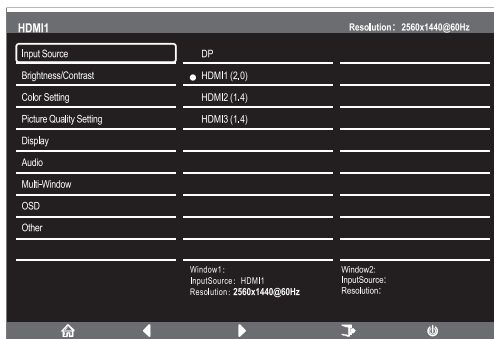 HDMI1 Resolution: 2560x1440@60Hz
Input Source DP
Brightness/Contrast HDMI1 (2,0)
Color Setting HDMI2 (1.4)
Picture Quality Setting HDMI3 (1.4)
Display
Audio
Multi-Window
OSD
Other
Window1: Window2:
InputSource: HDMI1 InputSource:
Resolution: 2560x1440@60Hz Resolution: